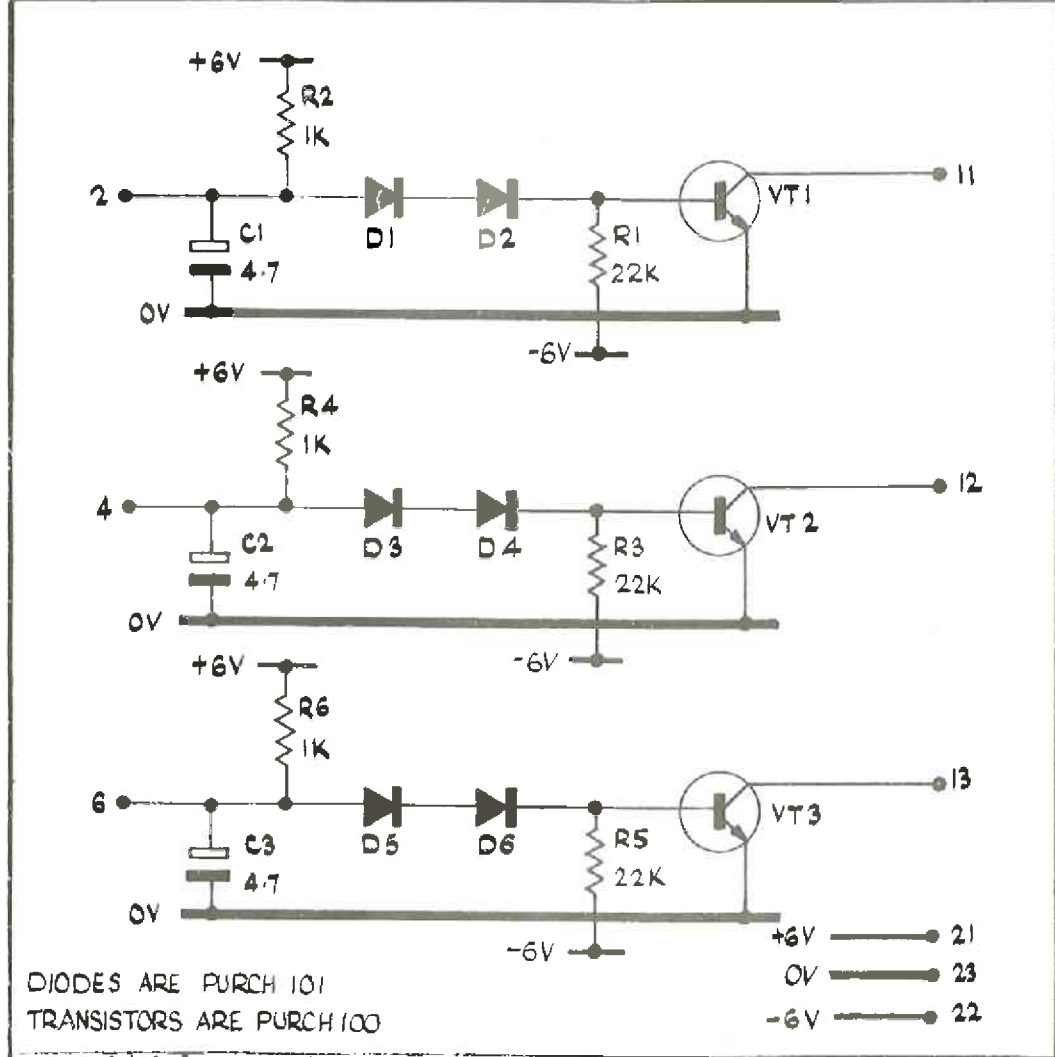 +6V
R2
1K
2
C1
4.7
D1
D2
R1
22K
VT1
11
0V
-6V
+6V
R4
1K
4
C2
4.7
D3
D4
R3
22K
VT2
12
0V
-6V
+6V
R6
1K
6
C3
4.7
D5
D6
R5
22K
VT3
13
0V
-6V
+6V 21
0V 23
-6V 22
DIODES ARE PURCH 101
TRANSISTORS ARE PURCH 100